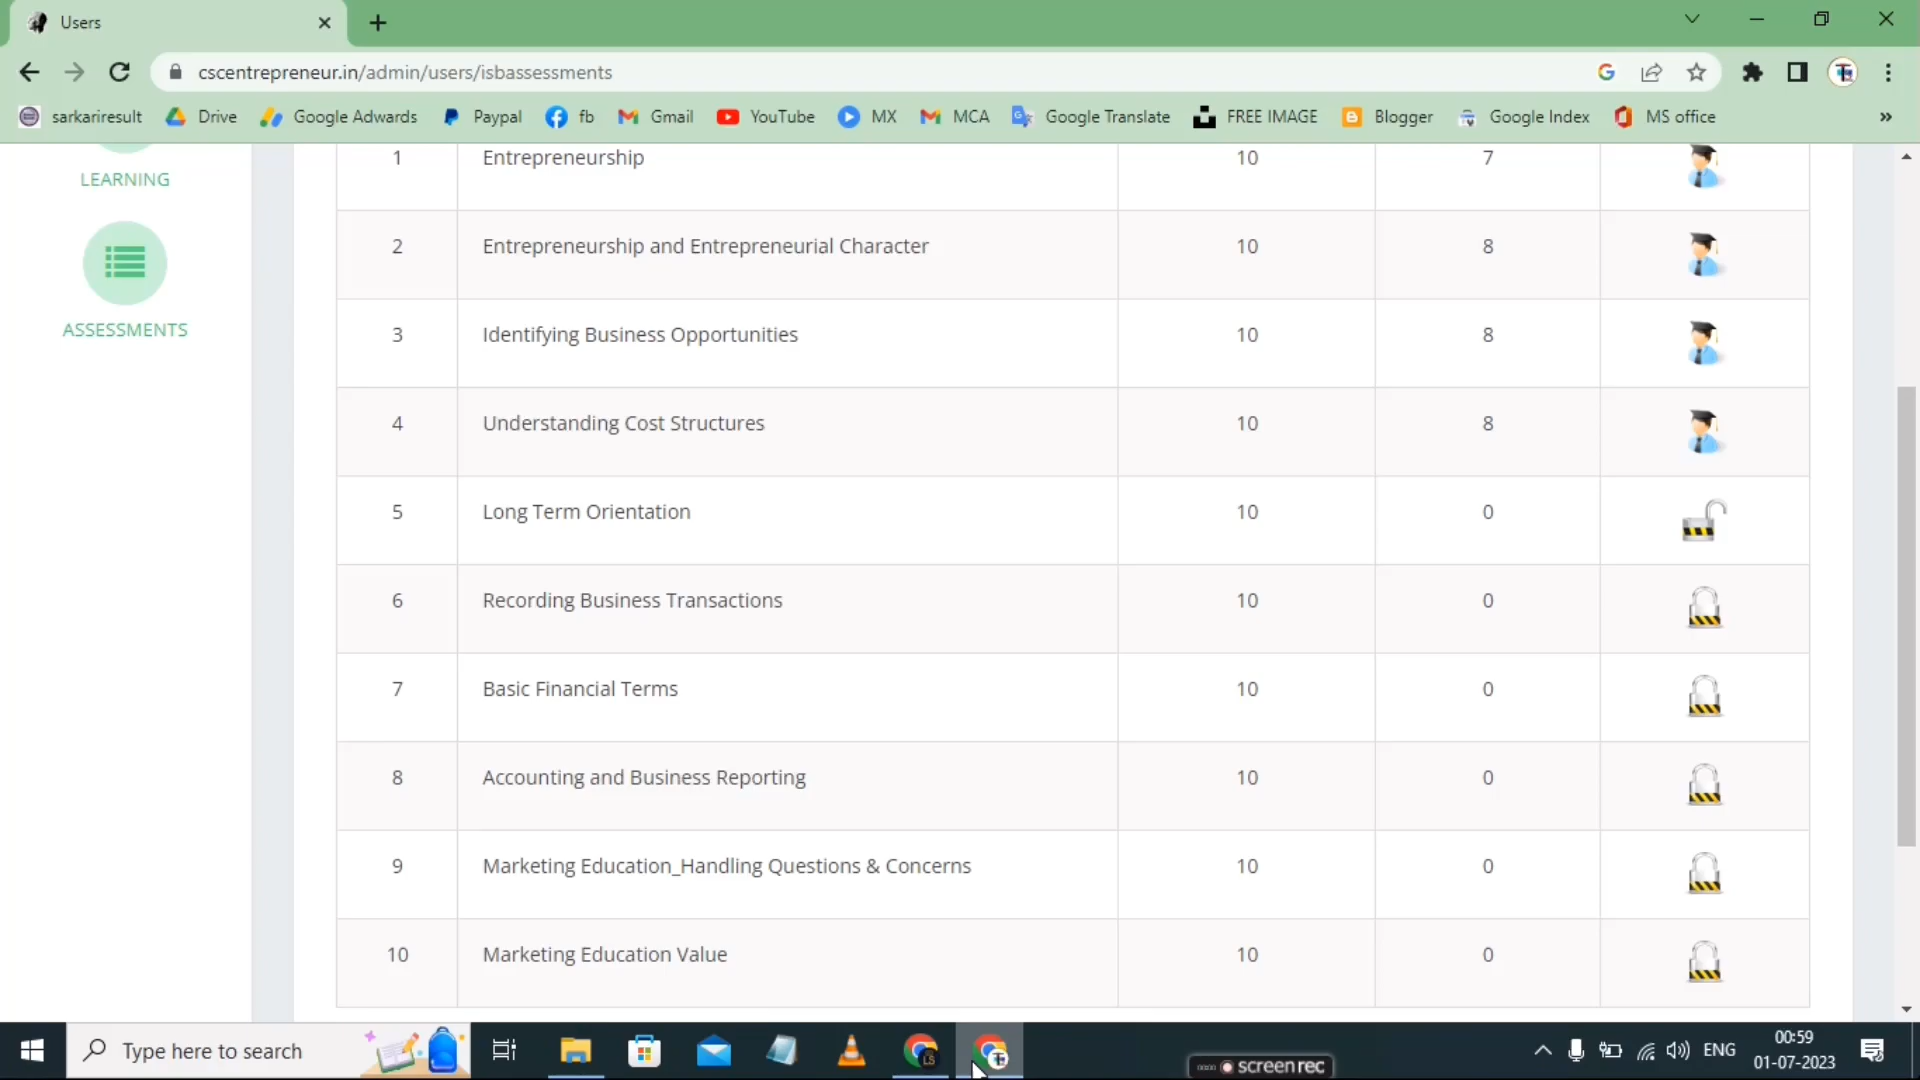 Users
cscentrepreneur.in/admin/users/isbassessments
sarkariresult Drive Google Adwards Paypal fb Gmail YouTube MX MCA Google Translate FREE IMAGE Blogger Google Index MS office »
LEARNING
ASSESSMENTS
1 Entrepreneurship 10 7
2 Entrepreneurship and Entrepreneurial Character 10 8
3 Identifying Business Opportunities 10 8
4 Understanding Cost Structures 10 8
5 Long Term Orientation 10 0
6 Recording Business Transactions 10 0
7 Basic Financial Terms 10 0
8 Accounting and Business Reporting 10 0
9 Marketing Education_Handling Questions & Concerns 10 0
10 Marketing Education Value 10 0
Type here to search
screenrec
ENG
00:59
01-07-2023